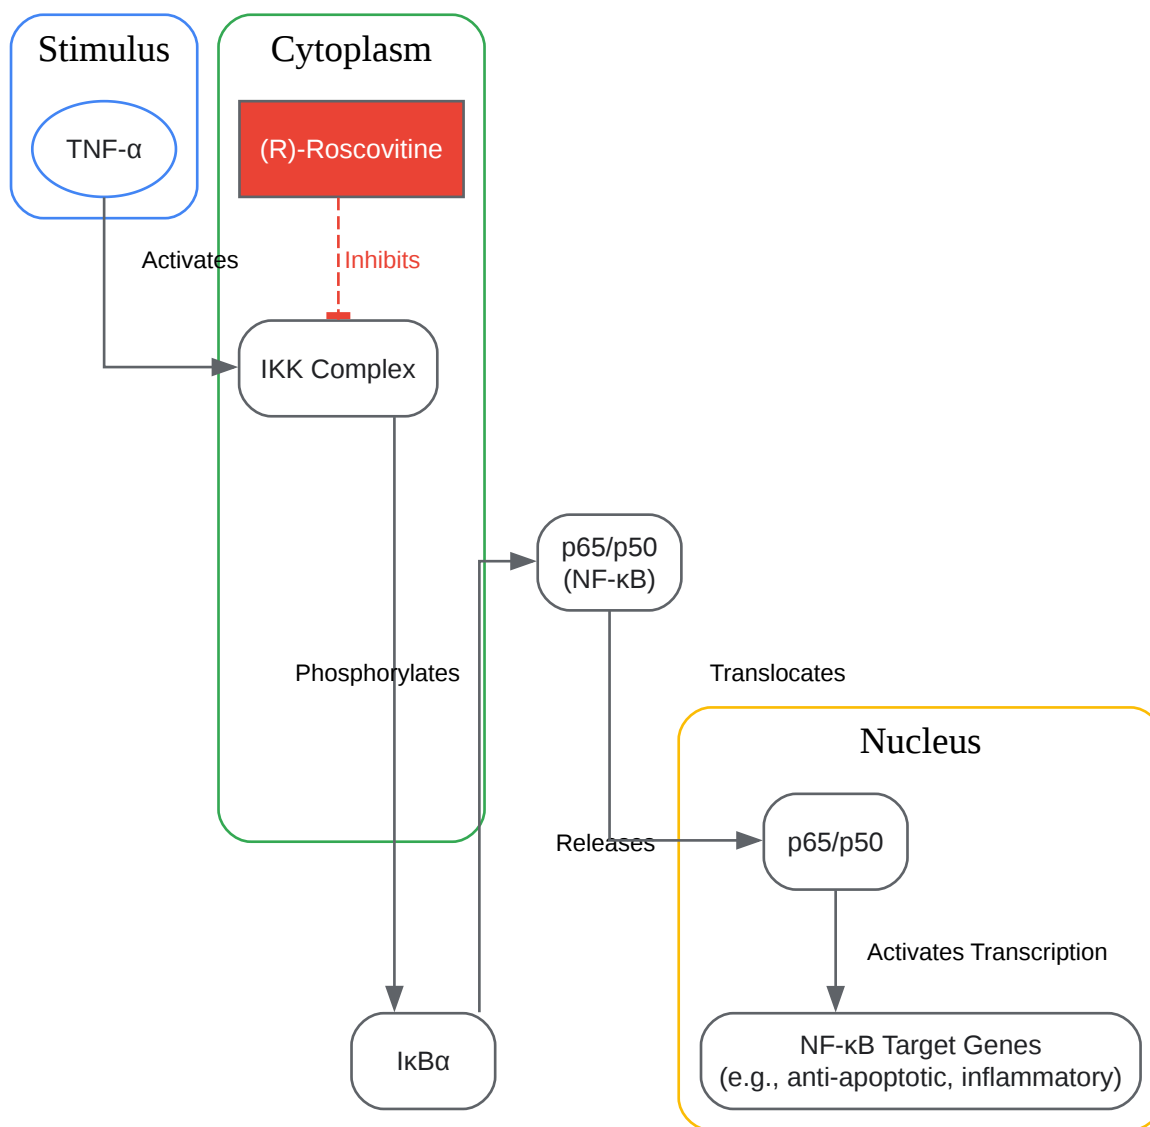 Stimulus
Cytoplasm
TNF-α
(R)-Roscovitine
Activates
Inhibits
IKK Complex
p65/p50
(NF-κB)
Phosphorylates
Translocates
Nucleus
Releases
p65/p50
Activates Transcription
IκBα
NF-κB Target Genes
(e.g., anti-apoptotic, inflammatory)